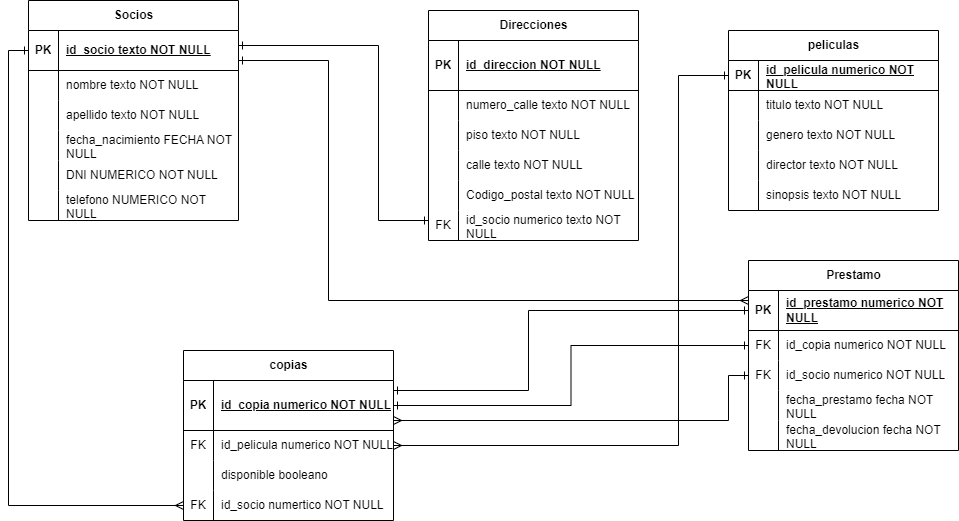 Socios
PK
id_socio texto NOT NULL
nombre texto NOT NULL
apellido texto NOT NULL
fecha_nacimiento FECHA NOT
NULL
DNI NUMERICO NOT NULL
telefono NUMERICO NOT
NULL
Direcciones
PK
id_direccion NOT NULL
numero_calle texto NOT NULL
piso texto NOT NULL
calle texto NOT NULL
Codigo_postal texto NOT NULL
FK
id_socio numerico texto NOT
NULL
peliculas
PK
id_pelicula numerico NOT
NULL
titulo texto NOT NULL
genero texto NOT NULL
director texto NOT NULL
sinopsis texto NOT NULL
Prestamo
PK
id_prestamo numerico NOT
NULL
FK
id_copia numerico NOT NULL
FK
id_socio numerico NOT NULL
fecha_prestamo fecha NOT
NULL
fecha_devolucion fecha NOT
NULL
copias
PK
id_copia numerico NOT NULL
FK
id_pelicula numerico NOT NULL
disponible booleano
FK
id_socio numertico NOT NULL